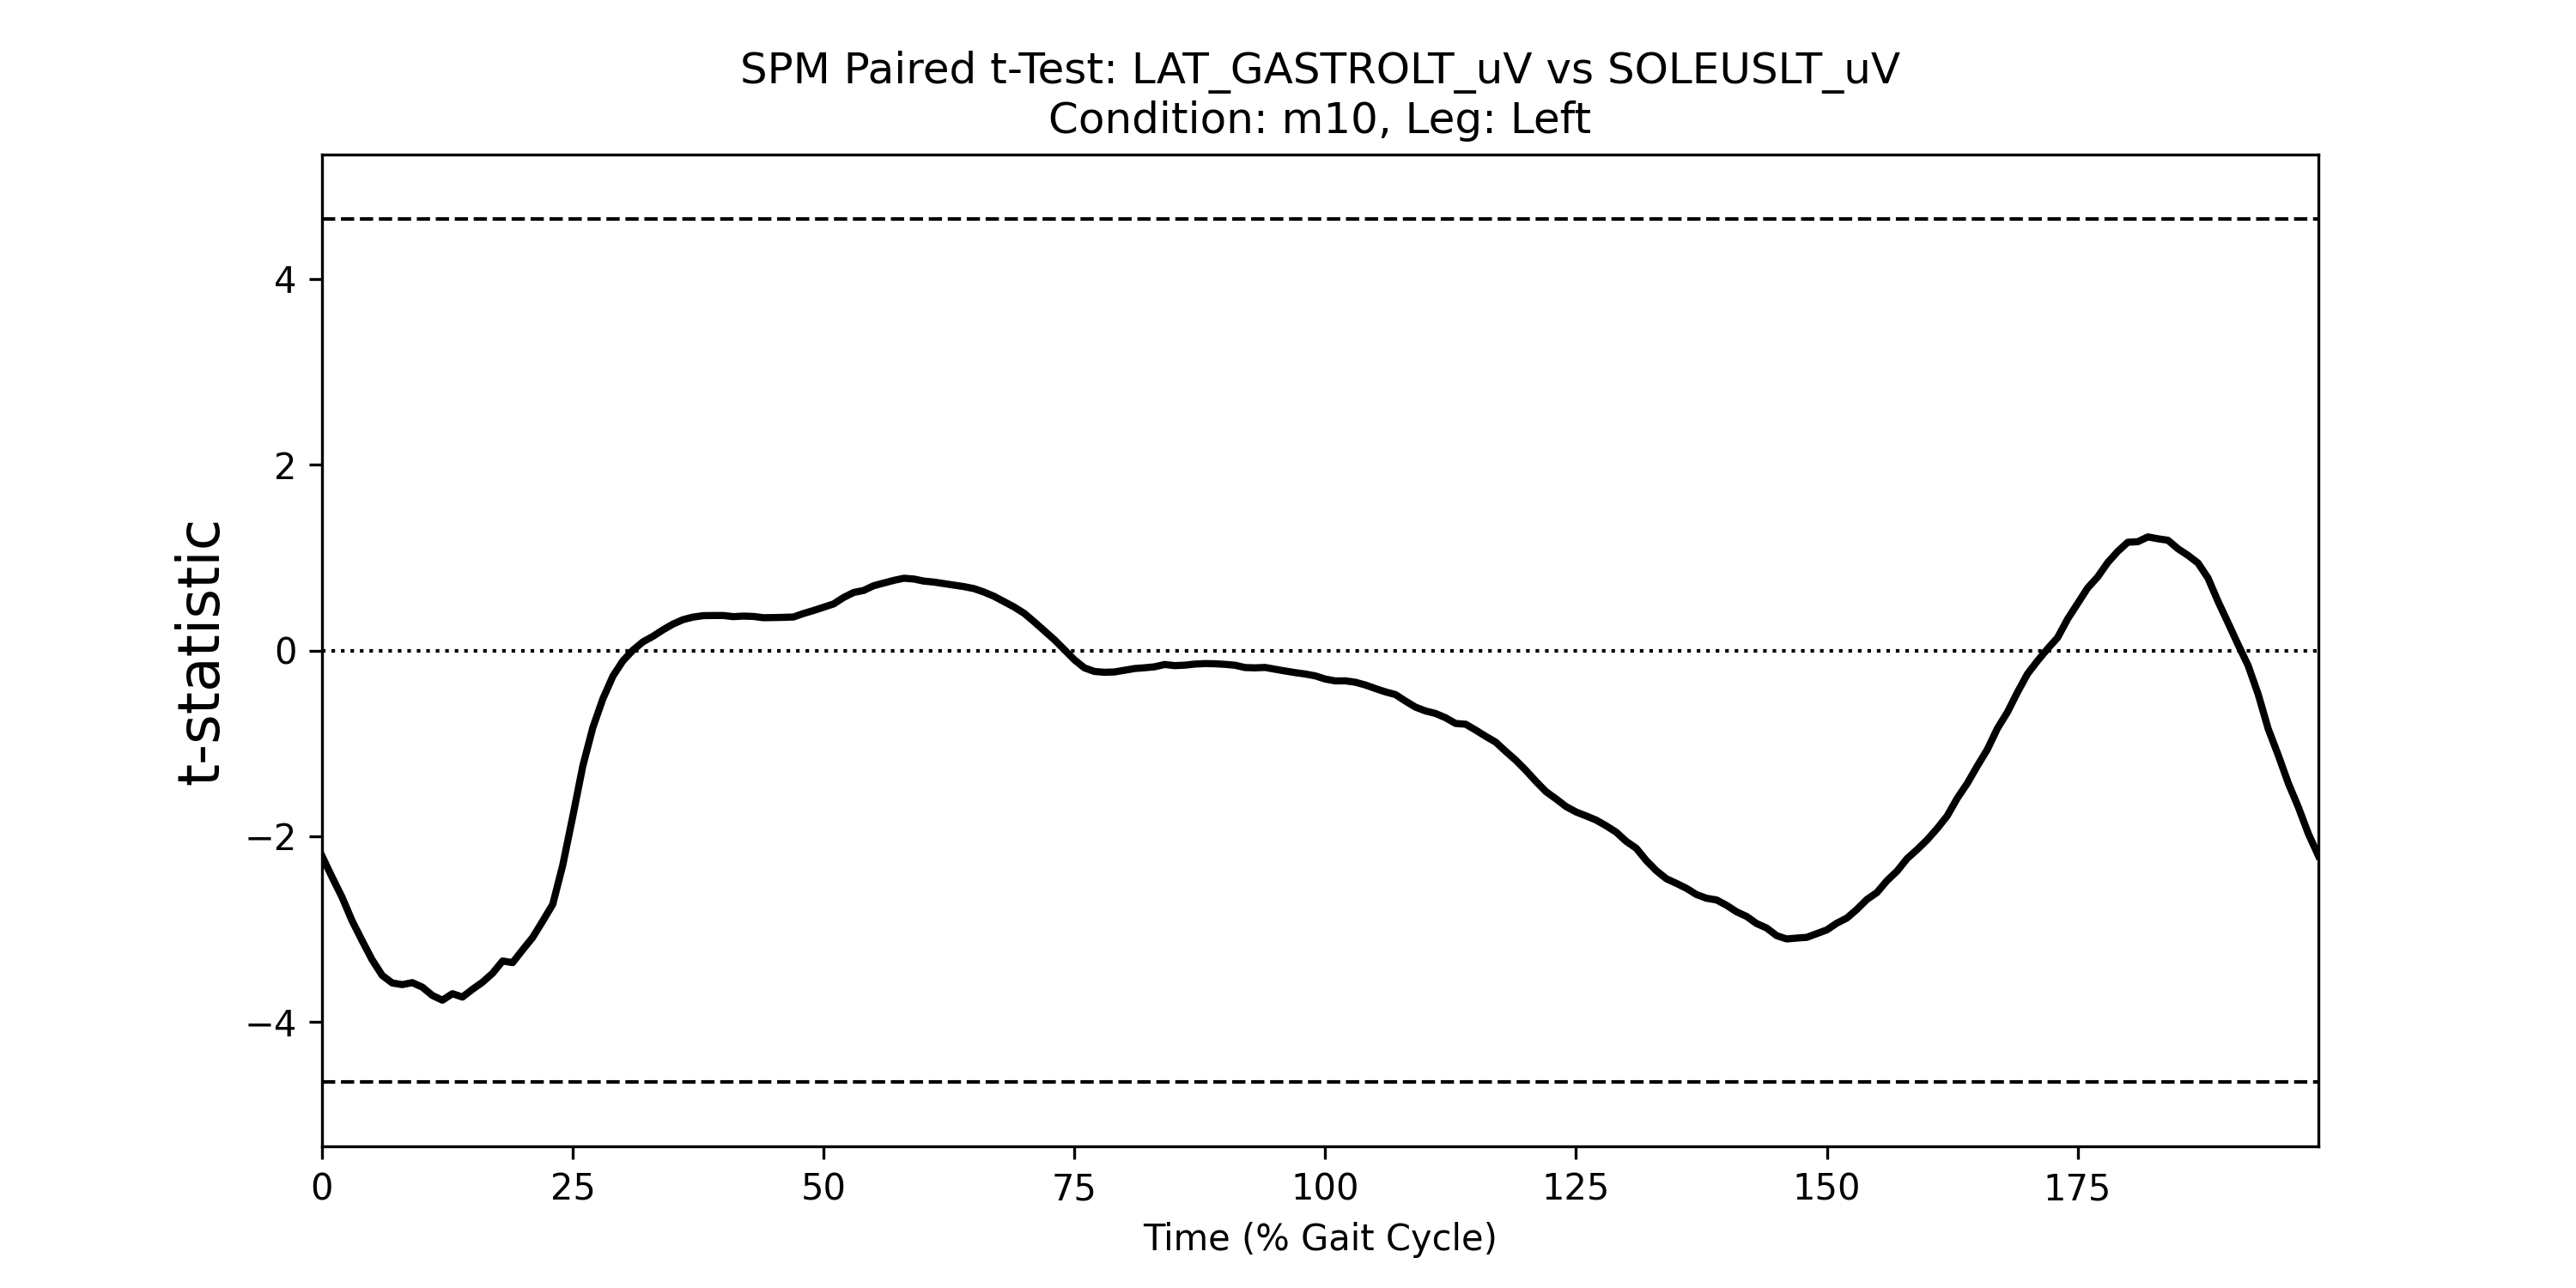 SPM Paired t-Test: LAT_GASTROLT_uV vs SOLEUSLT_uV
Condition: m10, Leg: Left
t-statistic
4
2
0
−2
−4
0 25 50 75 100 125 150 175
Time (% Gait Cycle)